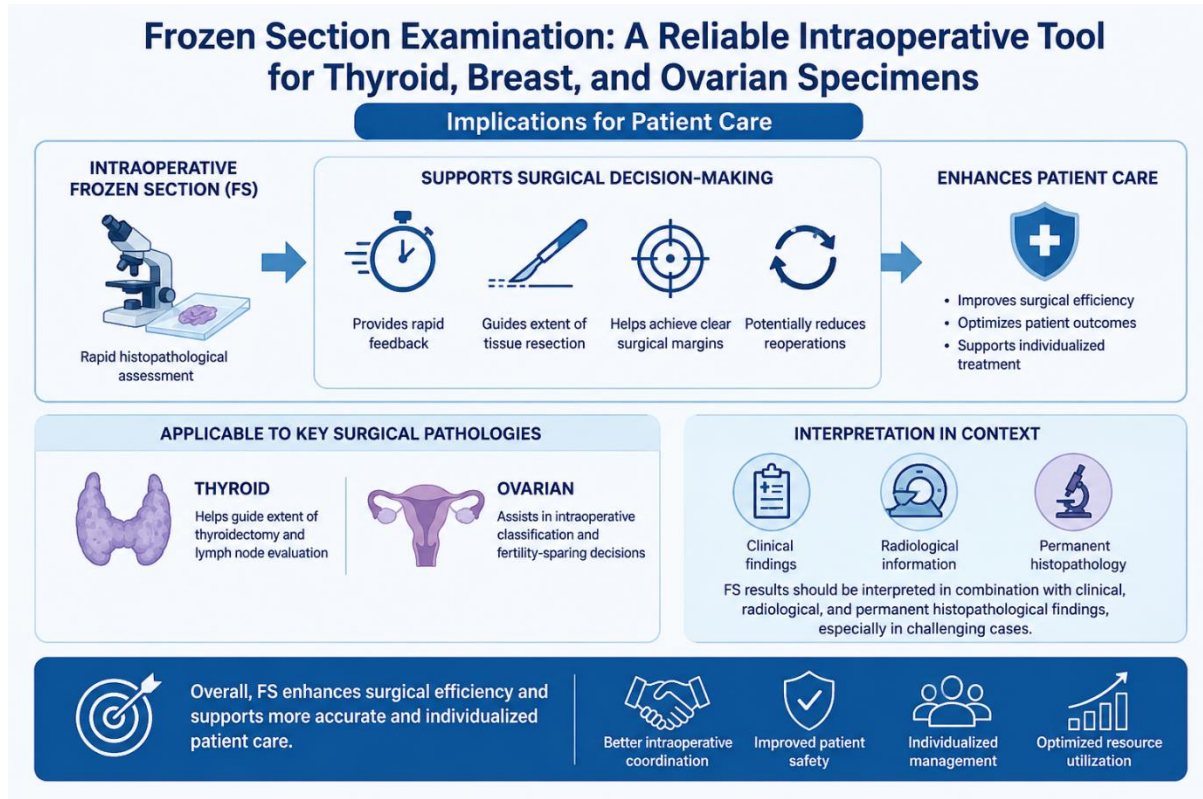 Frozen Section Examination: A Reliable Intraoperative Tool
for Thyroid, Breast, and Ovarian Specimens
Implications for Patient Care
INTRAOPERATIVE
FROZEN SECTION (FS)
Rapid histopathological
assessment
SUPPORTS SURGICAL DECISION-MAKING
Provides rapid
feedback
Guides extent of
tissue resection
Helps achieve clear
surgical margins
Potentially reduces
reoperations
ENHANCES PATIENT CARE
• Improves surgical efficiency
• Optimizes patient outcomes
• Supports individualized
treatment
APPLICABLE TO KEY SURGICAL PATHOLOGIES
THYROID
Helps guide extent of
thyroidectomy and
lymph node evaluation
OVARIAN
Assists in intraoperative
classification and
fertility-sparing decisions
INTERPRETATION IN CONTEXT
Clinical
findings
Radiological
information
Permanent
histopathology
FS results should be interpreted in combination with clinical,
radiological, and permanent histopathological findings,
especially in challenging cases.
Overall, FS enhances surgical efficiency and
supports more accurate and individualized
patient care.
Better intraoperative
coordination
Improved patient
safety
Individualized
management
Optimized resource
utilization